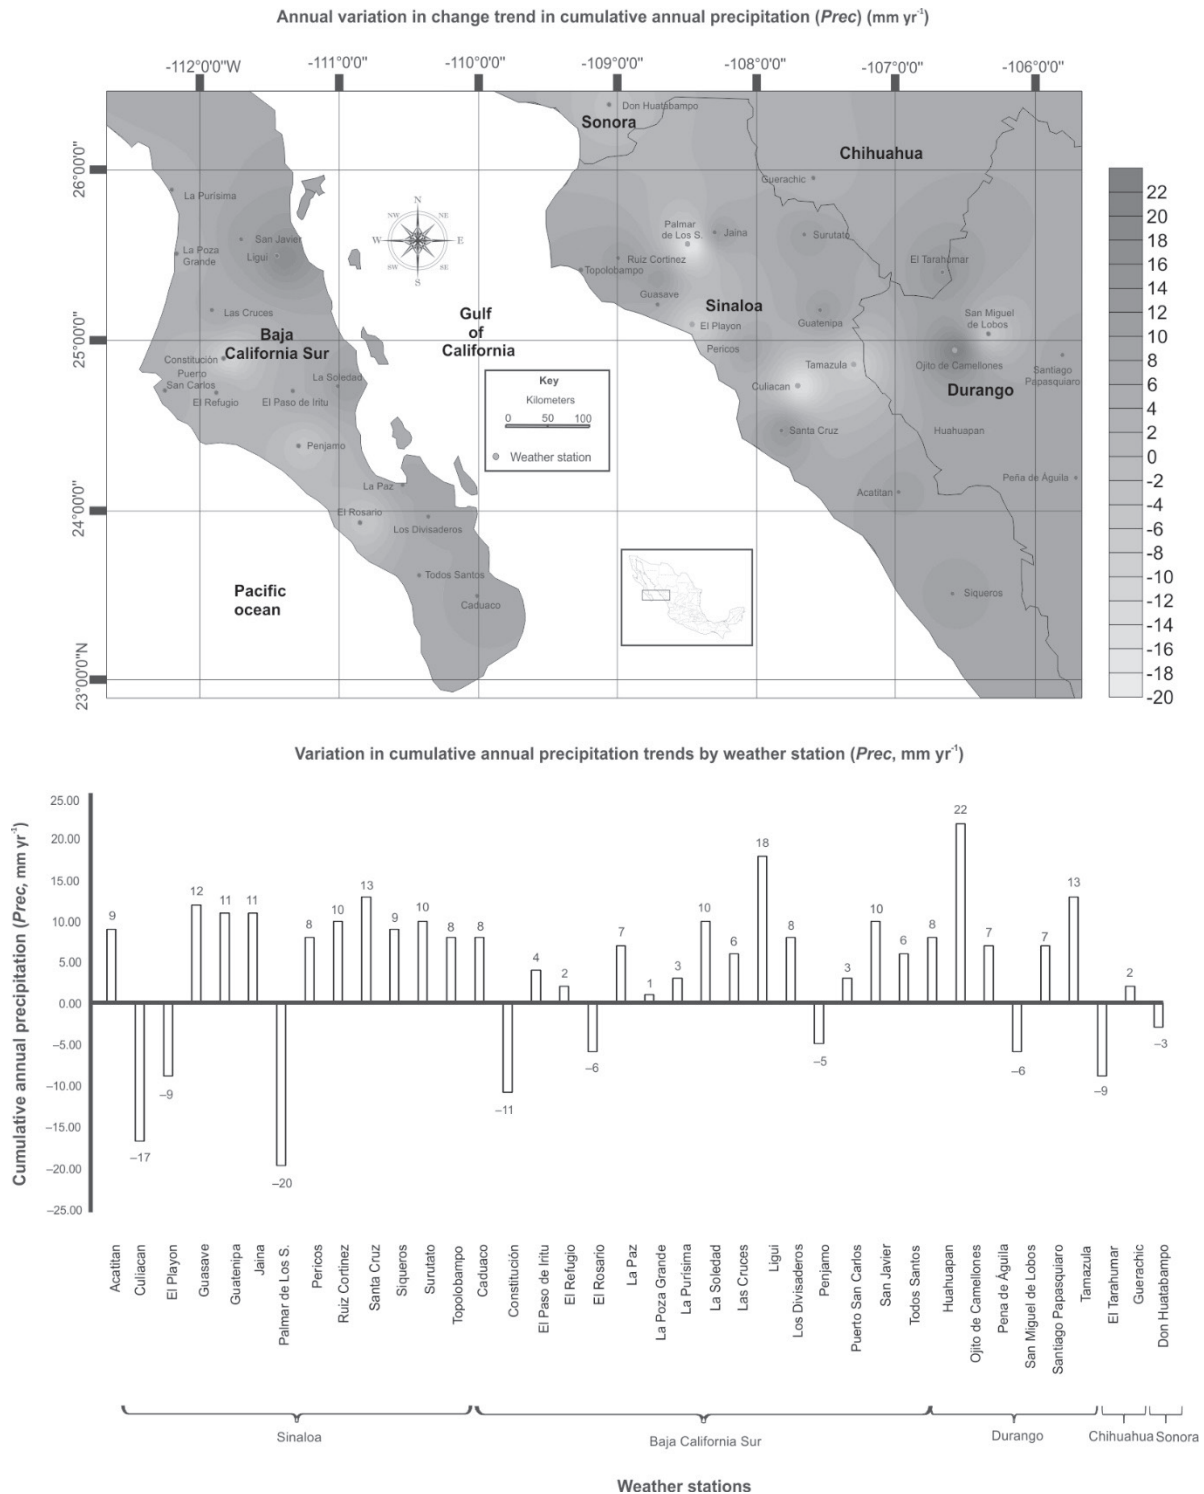 Annual variation in change trend in cumulative annual precipitation (Prec) (mm yr-1)
-112°0'0"W
-111°0'0"
-110°0'0"
-109°0'0"
-108°0'0"
-107°0'0"
-106°0'0"
26°0'0"
25°0'0"
24°0'0"
23°0'0"N
Don Huatabampo
Sonora
Chihuahua
Guerachic
La Purísima
San Javier
La Poza
Grande
Ligui
Las Cruces
Baja
California Sur
Constitución
Puerto
San Carlos
El Refugio
La Soledad
El Paso de Iritu
Penjamo
La Paz
El Rosario
Los Divisaderos
Todos Santos
Caduaco
Pacific
ocean
N
NE
E
SE
S
SW
W
NW
Gulf
of
California
Key
Kilometers
0 50 100
Weather station
Palmar
de Los S.
Jaina
Surutato
Ruiz Cortinez
Topolobampo
El Tarahumar
Guasave
Sinaloa
El Playon
Guatenipa
San Miguel
de Lobos
Pericos
Tamazula
Ojito de Camellones
Santiago
Papasquiaro
Culiacan
Durango
Santa Cruz
Huahuapan
Acatitan
Peña de Águila
Siqueros
22
20
18
16
14
12
10
8
6
4
2
0
-2
-4
-6
-8
-10
-12
-14
-16
-18
-20
Variation in cumulative annual precipitation trends by weather station (Prec, mm yr-1)
Cumulative annual precipitation (Prec, mm yr-1)
25.00
20.00
15.00
10.00
5.00
0.00
–5.00
–10.00
–15.00
–20.00
–25.00
9
–17
–9
12
11
11
–20
8
10
13
9
10
8
8
–11
4
2
–6
7
1
3
10
6
18
8
–5
3
10
6
8
22
7
–6
7
13
–9
2
–3
Acatitan
Culiacan
El Playon
Guasave
Guatenipa
Jaina
Palmar de Los S.
Pericos
Ruiz Cortinez
Santa Cruz
Siqueros
Surutato
Topolobampo
Caduaco
Constitución
El Paso de Iritu
El Refugio
El Rosario
La Paz
La Poza Grande
La Purísima
La Soledad
Las Cruces
Ligui
Los Divisaderos
Penjamo
Puerto San Carlos
San Javier
Todos Santos
Huahuapan
Ojito de Camellones
Pena de Águila
San Miguel de Lobos
Santiago Papasquiaro
Tamazula
El Tarahumar
Guerachic
Don Huatabampo
Sinaloa
Baja California Sur
Durango
Chihuahua
Sonora
Weather stations